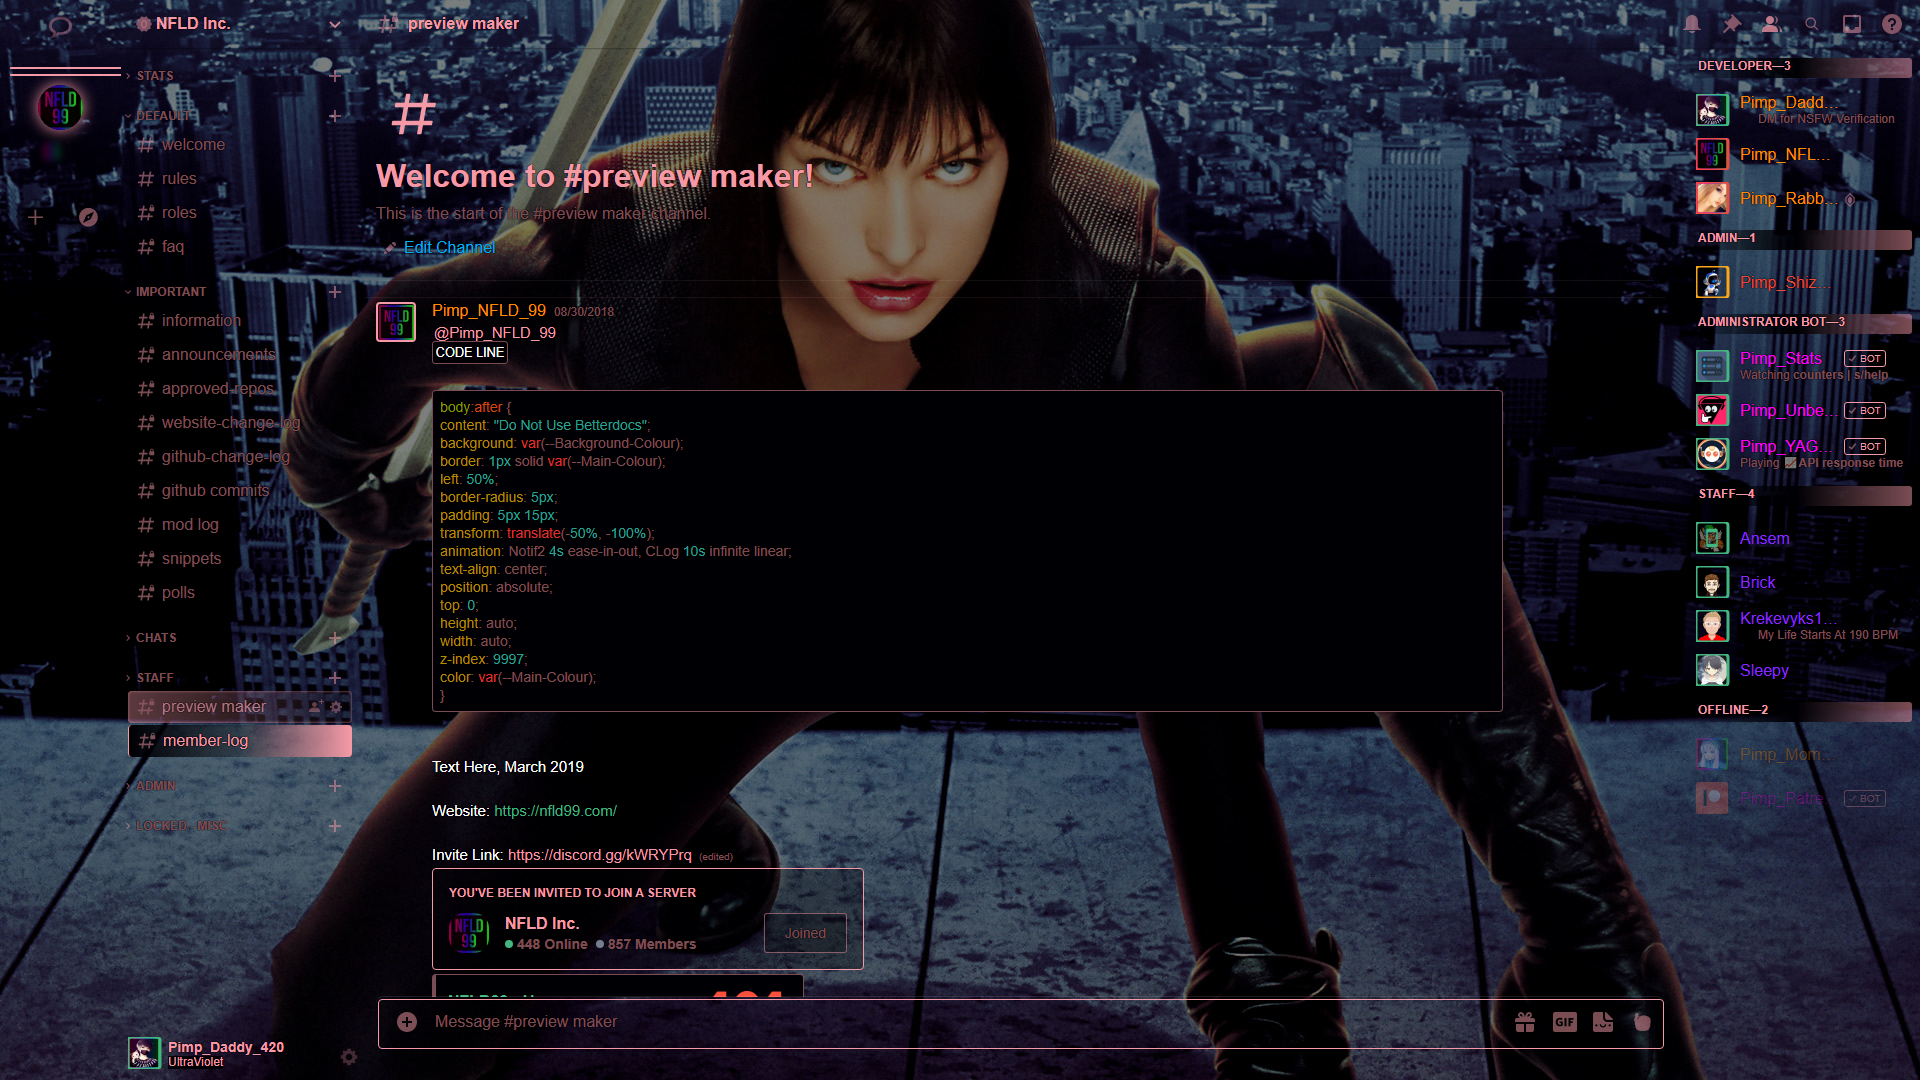 NFLD Inc.
preview maker
STATS
NFLD
99
DEFAULT
welcome
rules
roles
faq
IMPORTANT
information
announcements
approved-repos
website-change-log
github-change-log
github commits
mod log
snippets
polls
CHATS
STAFF
preview maker
member-log
ADMIN
LOCKED
Pimp_Daddy_420
UltraViolet
#
Welcome to #preview maker!
This is the start of the #preview maker channel.
Edit Channel
NFLD
99
Pimp_NFLD_99 08/30/2018
@Pimp_NFLD_99
CODE LINE
body:after {
content: "Do Not Use Betterdocs";
background: var(--Background-Colour);
border: 1px solid var(--Main-Colour);
left: 50%;
border-radius: 5px;
padding: 5px 15px;
transform: translate(-50%, -100%);
animation: Notif2 4s ease-in-out, CLog 10s infinite linear;
text-align: center;
position: absolute;
top: 0;
height: auto;
width: auto;
z-index: 9997;
color: var(--Main-Colour);
}
Text Here, March 2019
Website: https://nfld99.com/
Invite Link: https://discord.gg/kWRYPrq (edited)
YOU'VE BEEN INVITED TO JOIN A SERVER
NFLD
99
NFLD Inc.
448 Online 857 Members
Joined
Message #preview maker
GIF
DEVELOPER—3
Pimp_Dadd…
DM for NSFW Verification
NFLD
99
Pimp_NFL…
Pimp_Rabb…
ADMIN—1
Pimp_Shiz…
ADMINISTRATOR BOT—3
Pimp_Stats ✓ BOT
Watching counters | s/help
Pimp_Unbe… ✓ BOT
Pimp_YAG… ✓ BOT
Playing API response time
STAFF—4
Ansem
Brick
Krekevyks1…
My Life Starts At 190 BPM
Sleepy
OFFLINE—2
Pimp_Mom…
Pimp_Patre… ✓ BOT